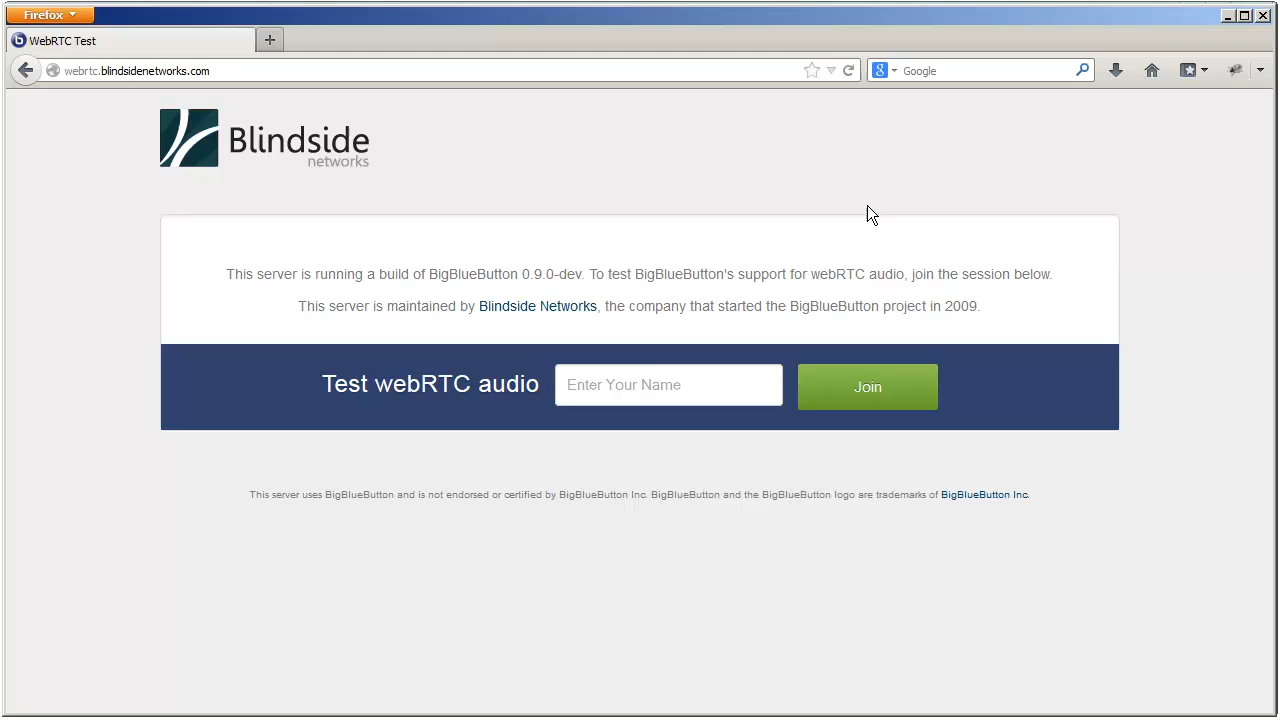 Firefox
WebRTC Test
webrtc.blindsidenetworks.com
Google
Blindside
networks
This server is running a build of BigBlueButton 0.9.0-dev. To test BigBlueButton's support for webRTC audio, join the session below.
This server is maintained by Blindside Networks, the company that started the BigBlueButton project in 2009.
Test webRTC audio
Enter Your Name
Join
This server uses BigBlueButton and is not endorsed or certified by BigBlueButton Inc. BigBlueButton and the BigBlueButton logo are trademarks of BigBlueButton Inc.